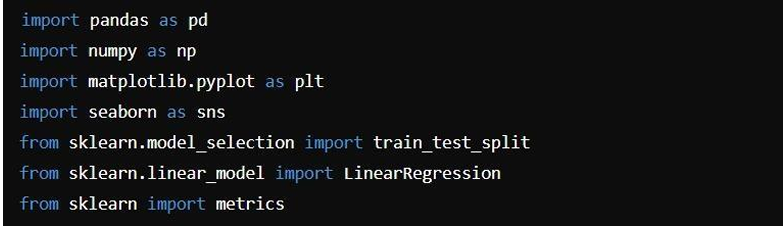 import pandas as pd
import numpy as np
import matplotlib.pyplot as plt
import seaborn as sns
from sklearn.model_selection import train_test_split
from sklearn.linear_model import LinearRegression
from sklearn import metrics